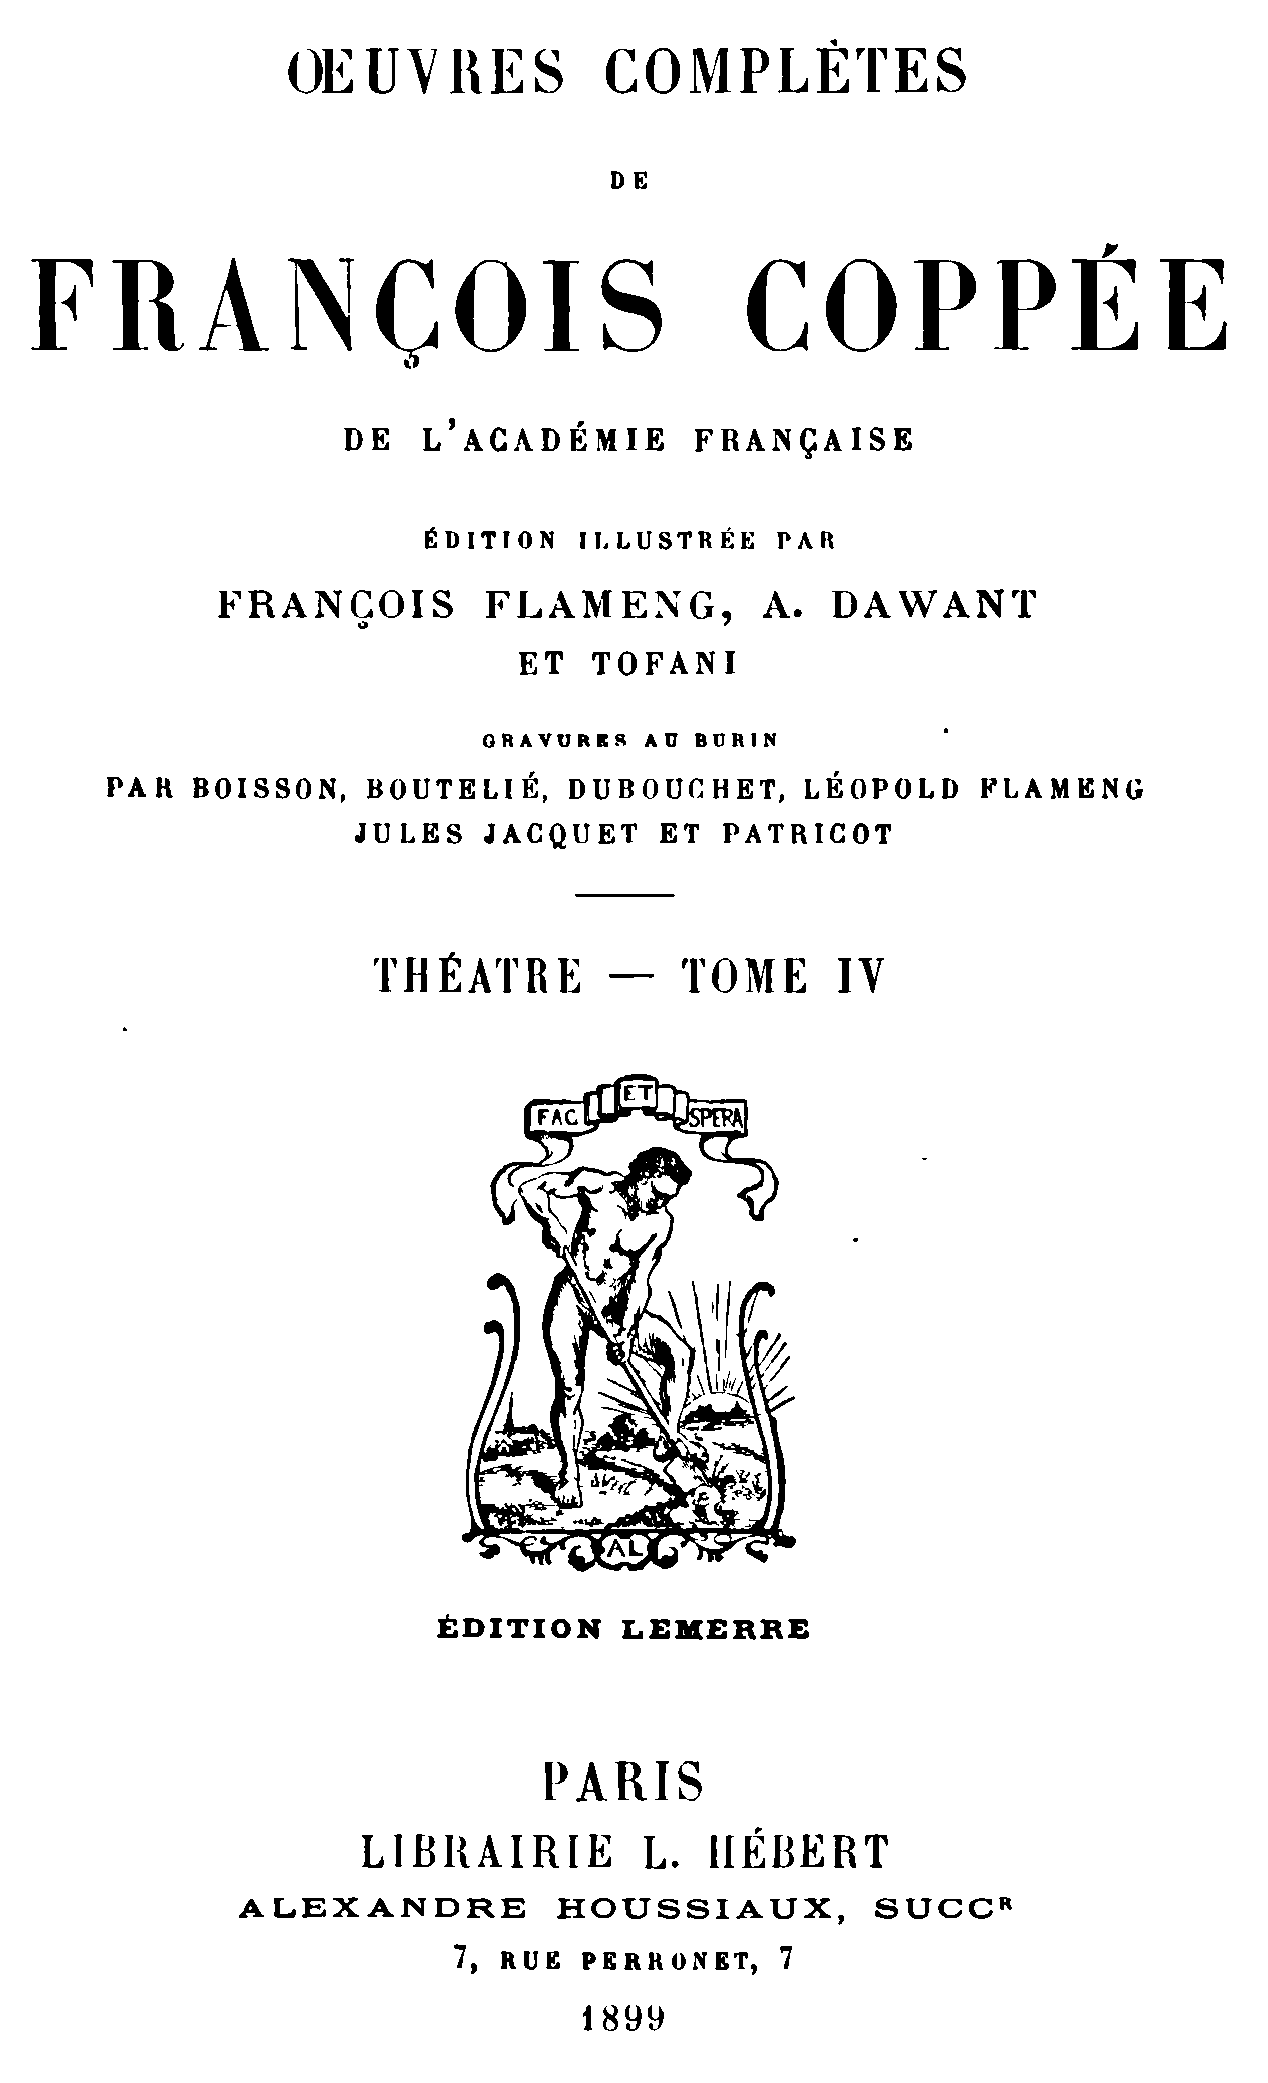 ŒUVRES COMPLÈTES
DE
FRANÇOIS COPPÉE
DE L'ACADÉMIE FRANÇAISE
ÉDITION ILLUSTRÉE PAR
FRANÇOIS FLAMENG, A. DAWANT
ET TOFANI
GRAVURES AU BURIN
PAR BOISSON, BOUTELIÉ, DUBOUCHET, LÉOPOLD FLAMENG
JULES JACQUET ET PATRICOT
THÉATRE — TOME IV
FAC ET SPERA
AL
ÉDITION LEMERRE
PARIS
LIBRAIRIE L. HÉBERT
ALEXANDRE HOUSSIAUX, SUCCR
7, RUE PERRONET, 7
1899